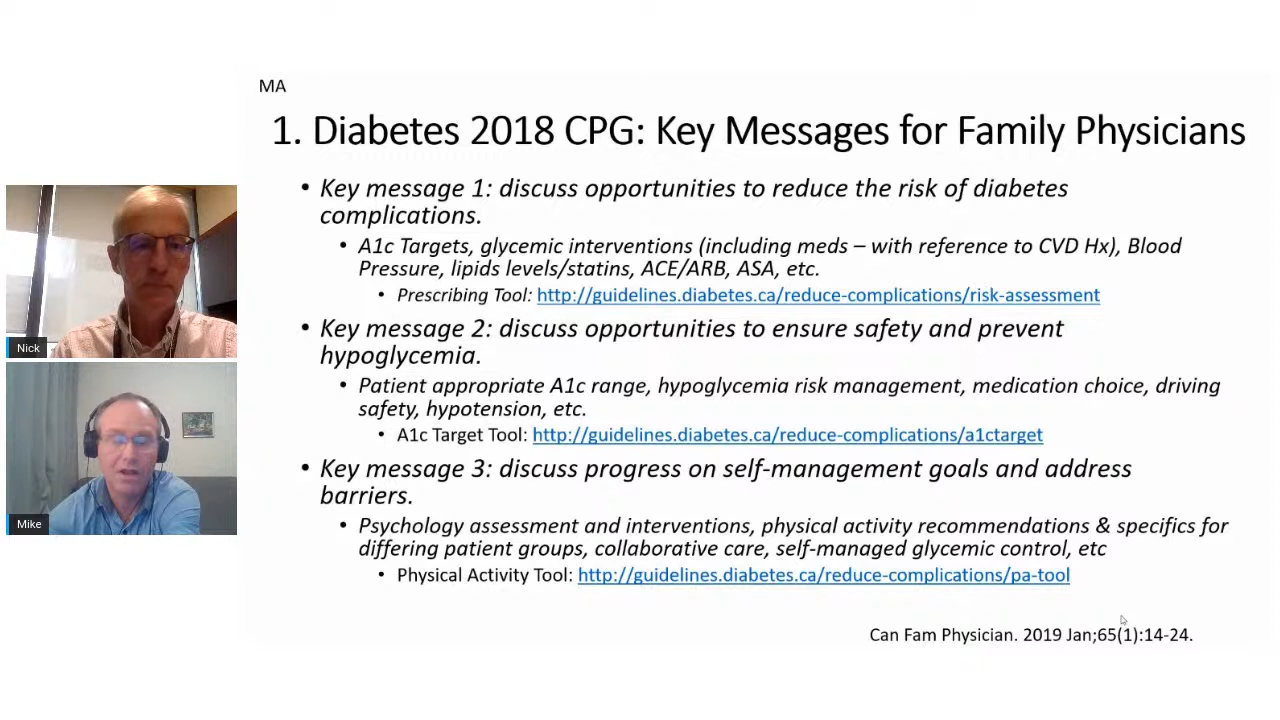 MA
1. Diabetes 2018 CPG: Key Messages for Family Physicians
• Key message 1: discuss opportunities to reduce the risk of diabetes
complications.
• A1c Targets, glycemic interventions (including meds – with reference to CVD Hx), Blood
Pressure, lipids levels/statins, ACE/ARB, ASA, etc.
• Prescribing Tool: http://guidelines.diabetes.ca/reduce-complications/risk-assessment
• Key message 2: discuss opportunities to ensure safety and prevent
hypoglycemia.
• Patient appropriate A1c range, hypoglycemia risk management, medication choice, driving
safety, hypotension, etc.
• A1c Target Tool: http://guidelines.diabetes.ca/reduce-complications/a1ctarget
• Key message 3: discuss progress on self-management goals and address
barriers.
• Psychology assessment and interventions, physical activity recommendations & specifics for
differing patient groups, collaborative care, self-managed glycemic control, etc
• Physical Activity Tool: http://guidelines.diabetes.ca/reduce-complications/pa-tool
Can Fam Physician. 2019 Jan;65(1):14-24.
Nick
Mike